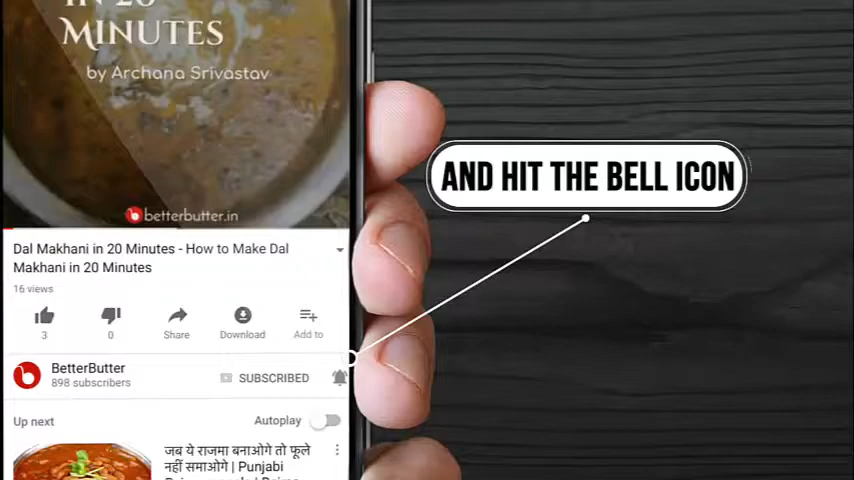 IN 20
MINUTES
by Archana Srivastav
betterbutter.in
Dal Makhani in 20 Minutes - How to Make Dal
Makhani in 20 Minutes
16 views
3
0
Share
Download
Add to
BetterButter
898 subscribers
SUBSCRIBED
Up next
Autoplay
जब ये राजमा बनाओगे तो फूले
नहीं समाओगे | Punjabi
AND HIT THE BELL ICON